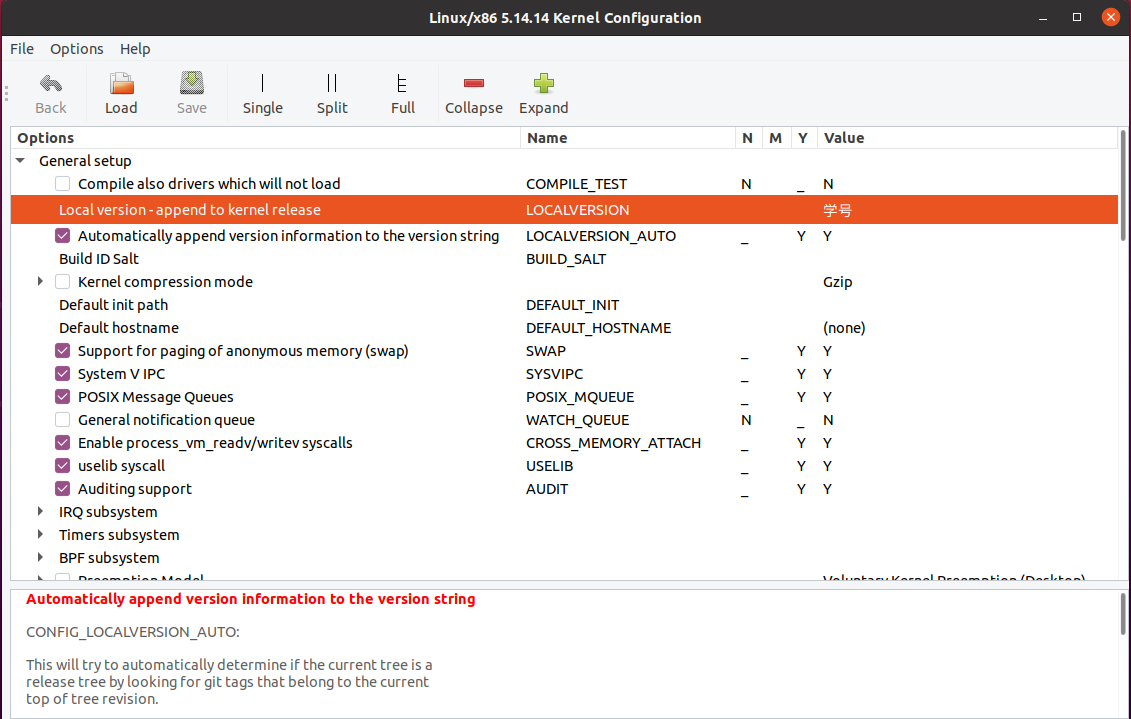 Linux/x86 5.14.14 Kernel Configuration
File Options Help
Back Load Save Single Split Full Collapse Expand
Options Name N M Y Value
General setup
Compile also drivers which will not load COMPILE_TEST N _ N
Local version - append to kernel release LOCALVERSION 学号
Automatically append version information to the version string LOCALVERSION_AUTO _ Y Y
Build ID Salt BUILD_SALT
Kernel compression mode Gzip
Default init path DEFAULT_INIT
Default hostname DEFAULT_HOSTNAME (none)
Support for paging of anonymous memory (swap) SWAP _ Y Y
System V IPC SYSVIPC _ Y Y
POSIX Message Queues POSIX_MQUEUE _ Y Y
General notification queue WATCH_QUEUE N _ N
Enable process_vm_readv/writev syscalls CROSS_MEMORY_ATTACH _ Y Y
uselib syscall USELIB _ Y Y
Auditing support AUDIT _ Y Y
IRQ subsystem
Timers subsystem
BPF subsystem
Preemption Model Voluntary Kernel Preemption (Desktop)
Automatically append version information to the version string
CONFIG_LOCALVERSION_AUTO:
This will try to automatically determine if the current tree is a
release tree by looking for git tags that belong to the current
top of tree revision.